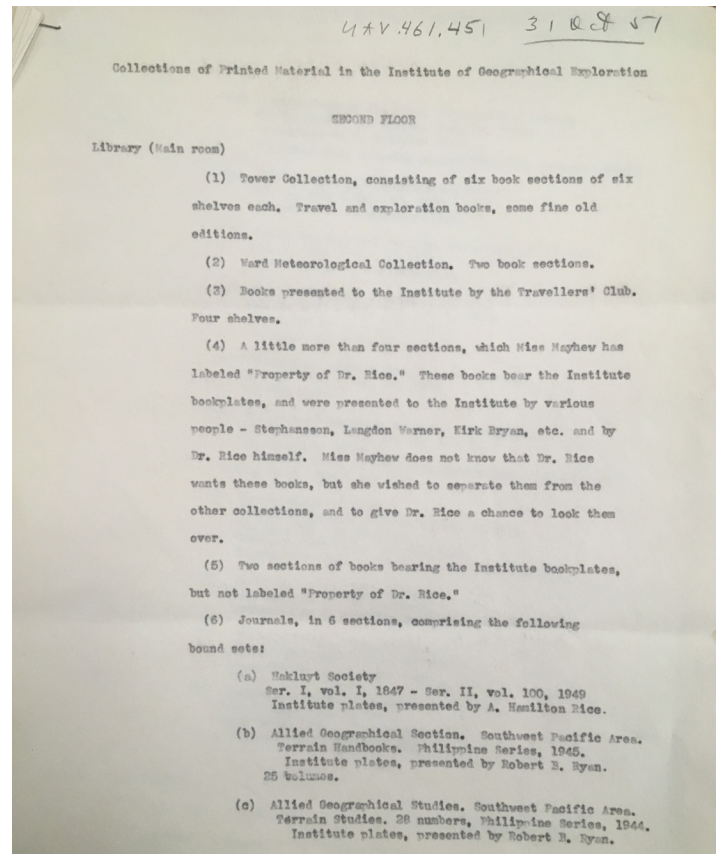 UAV.461.451 31 Oct 51
Collections of Printed Material in the Institute of Geographical Exploration
SECOND FLOOR
Library (Main room)
(1) Tower Collection, consisting of six book sections of six
shelves each. Travel and exploration books, some fine old
editions.
(2) Ward Meteorological Collection. Two book sections.
(3) Books presented to the Institute by the Travellers' Club.
Four shelves.
(4) A little more than four sections, which Miss Mayhew has
labeled "Property of Dr. Rice." These books bear the Institute
bookplates, and were presented to the Institute by various
people - Stephansson, Langdon Warner, Kirk Bryan, etc. and by
Dr. Rice himself. Miss Mayhew does not know that Dr. Rice
wants these books, but she wished to separate them from the
other collections, and to give Dr. Rice a chance to look them
over.
(5) Two sections of books bearing the Institute bookplates,
but not labeled "Property of Dr. Rice."
(6) Journals, in 6 sections, comprising the following
bound sets:
(a) Hakluyt Society
Ser. I, vol. I, 1847 - Ser. II, vol. 100, 1949
Institute plates, presented by A. Hamilton Rice.
(b) Allied Geographical Section. Southwest Pacific Area.
Terrain Handbooks. Philippine Series, 1945.
Institute plates, presented by Robert B. Ryan.
25 volumes.
(c) Allied Geographical Studies. Southwest Pacific Area.
Terrain Studies. 28 numbers, Philippine Series, 1944.
Institute plates, presented by Robert B. Ryan.